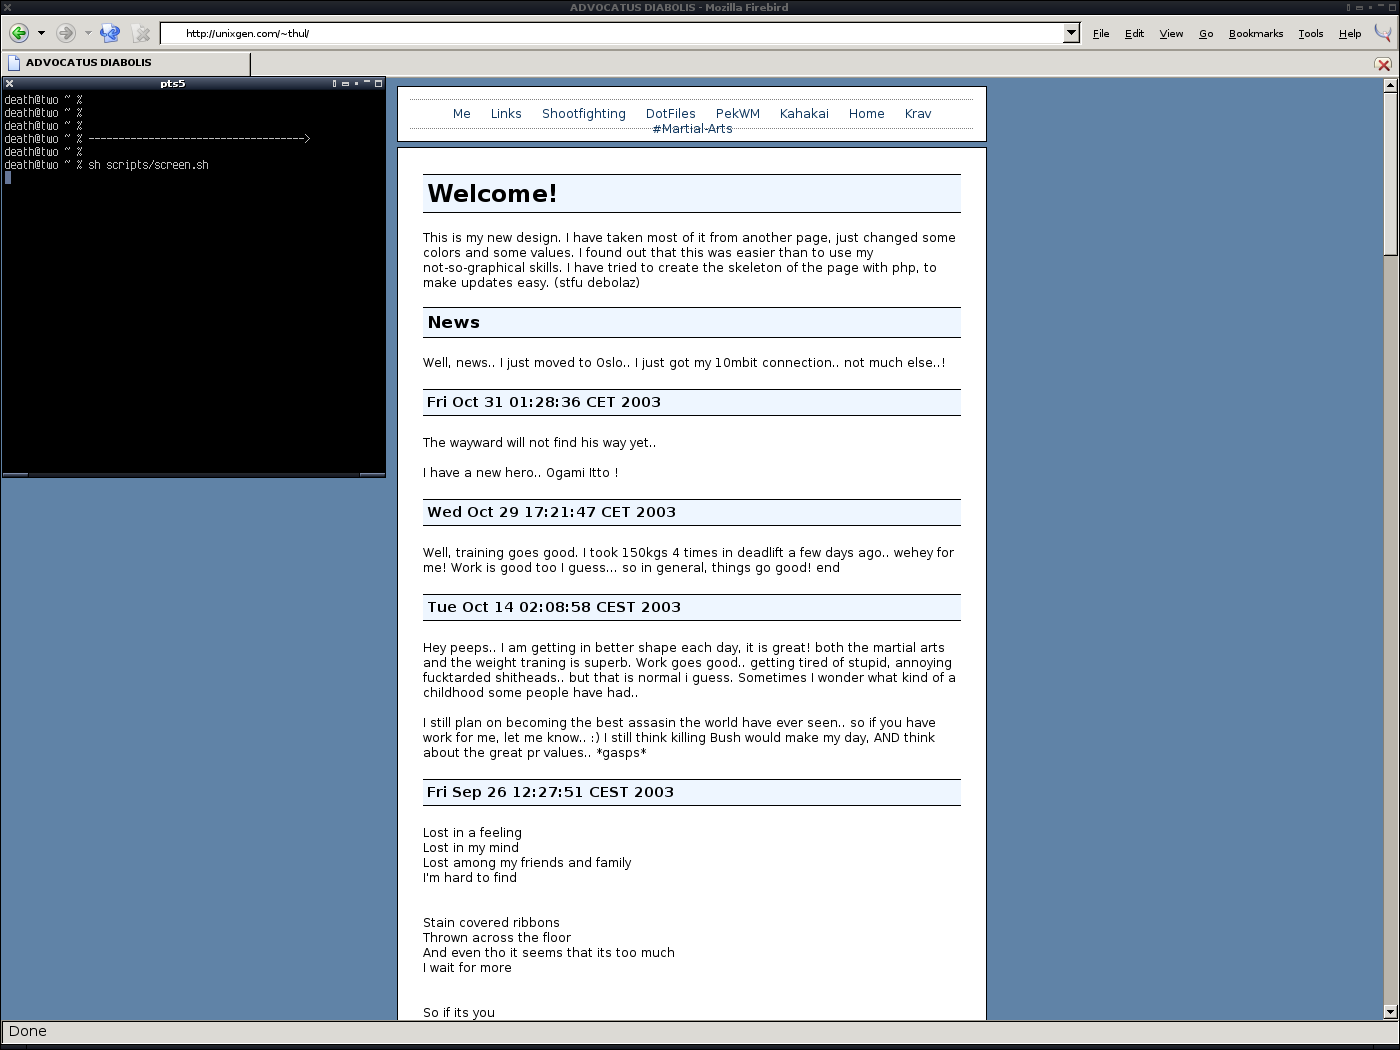 ADVOCATUS DIABOLIS - Mozilla Firebird
http://unixgen.com/~thul/
File Edit View Go Bookmarks Tools Help
ADVOCATUS DIABOLIS
pts5
death@two ~ %
death@two ~ %
death@two ~ %
death@two ~ % ------------------------------------>
death@two ~ %
death@two ~ % sh scripts/screen.sh
Me Links Shootfighting DotFiles PekWM Kahakai Home Krav
#Martial-Arts
Welcome!
This is my new design. I have taken most of it from another page, just changed some
colors and some values. I found out that this was easier than to use my
not-so-graphical skills. I have tried to create the skeleton of the page with php, to
make updates easy. (stfu debolaz)
News
Well, news.. I just moved to Oslo.. I just got my 10mbit connection.. not much else..!
Fri Oct 31 01:28:36 CET 2003
The wayward will not find his way yet..
I have a new hero.. Ogami Itto !
Wed Oct 29 17:21:47 CET 2003
Well, training goes good. I took 150kgs 4 times in deadlift a few days ago.. wehey for
me! Work is good too I guess... so in general, things go good! end
Tue Oct 14 02:08:58 CEST 2003
Hey peeps.. I am getting in better shape each day, it is great! both the martial arts
and the weight traning is superb. Work goes good.. getting tired of stupid, annoying
fucktarded shitheads.. but that is normal i guess. Sometimes I wonder what kind of a
childhood some people have had..
I still plan on becoming the best assasin the world have ever seen.. so if you have
work for me, let me know.. :) I still think killing Bush would make my day, AND think
about the great pr values.. *gasps*
Fri Sep 26 12:27:51 CEST 2003
Lost in a feeling
Lost in my mind
Lost among my friends and family
I'm hard to find
Stain covered ribbons
Thrown across the floor
And even tho it seems that its too much
I wait for more
So if its you
Done